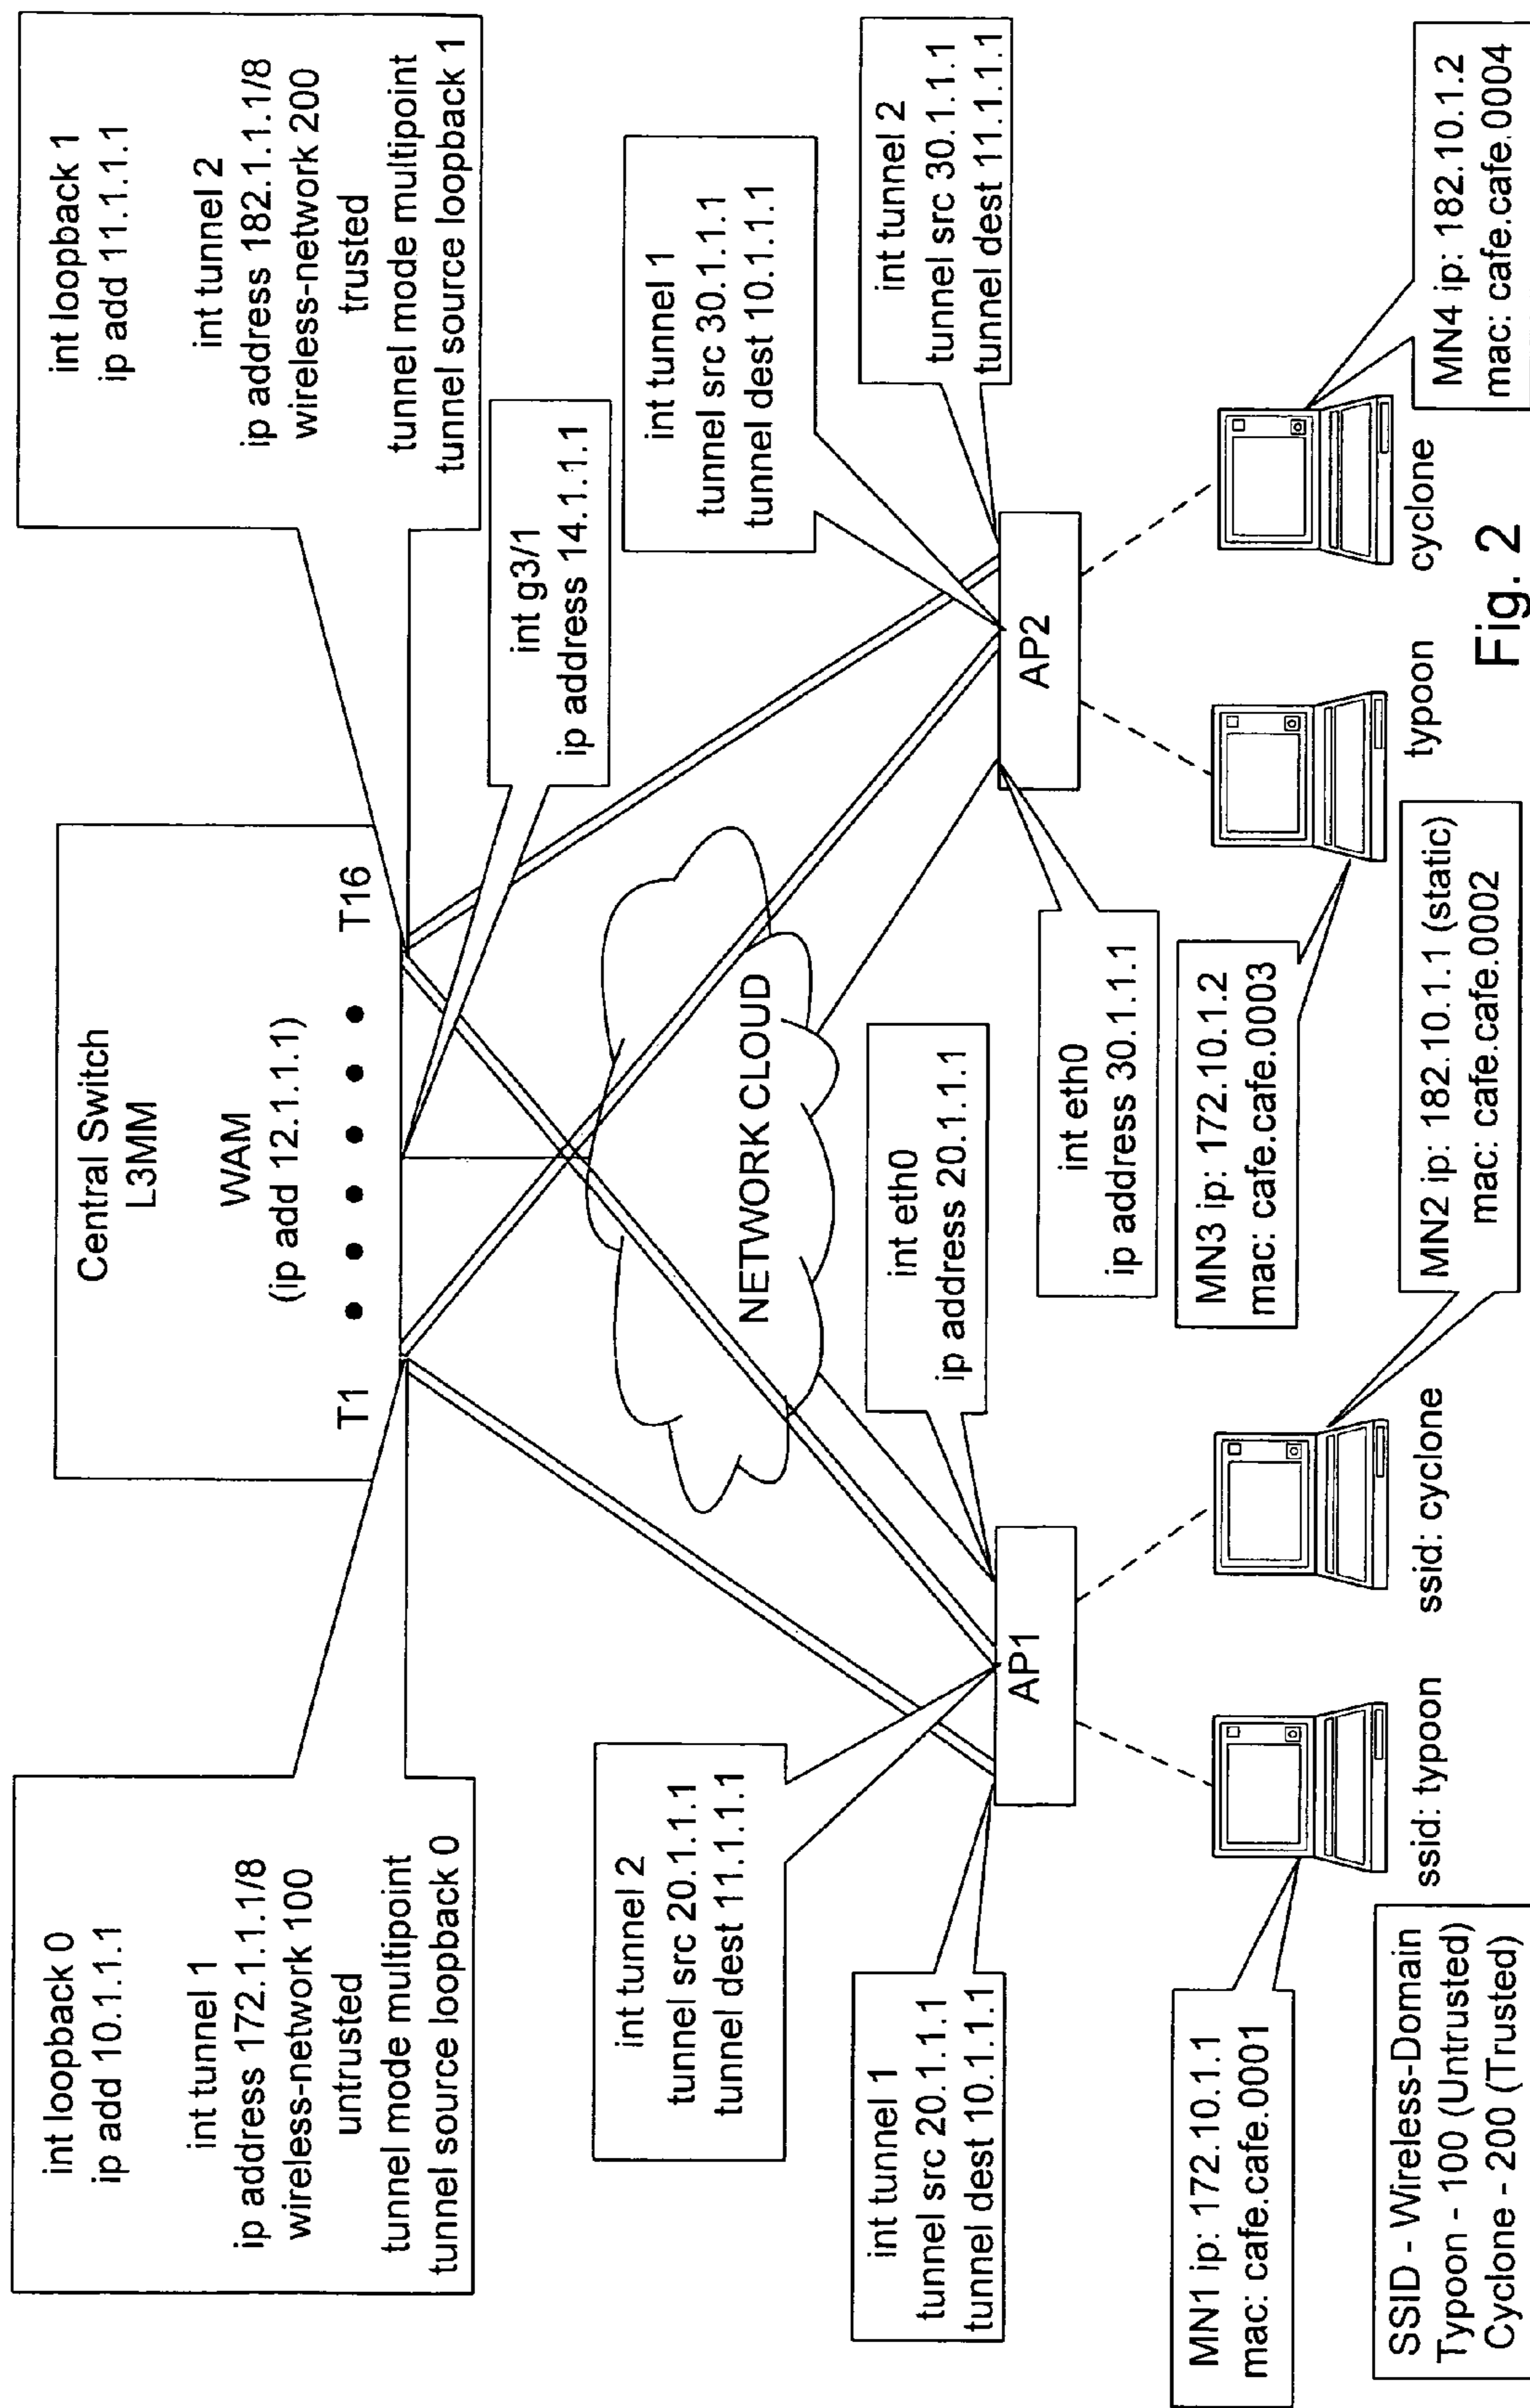 int loopback 0
ip add 10.1.1.1
int tunnel 1
ip address 172.1.1.1/8
wireless-network 100
untrusted
tunnel mode multipoint
tunnel source loopback 0
Central Switch
L3MM
WAM
(ip add 12.1.1.1)
T1
T16
int loopback 1
ip add 11.1.1.1
int tunnel 2
ip address 182.1.1.1/8
wireless-network 200
trusted
tunnel mode multipoint
tunnel source loopback 1
int g3/1
ip address 14.1.1.1
int tunnel 2
tunnel src 20.1.1.1
tunnel dest 11.1.1.1
NETWORK CLOUD
int tunnel 1
tunnel src 30.1.1.1
tunnel dest 10.1.1.1
int tunnel 1
tunnel src 20.1.1.1
tunnel dest 10.1.1.1
int eth0
ip address 20.1.1.1
int tunnel 2
tunnel src 30.1.1.1
tunnel dest 11.1.1.1
AP1
AP2
int eth0
ip address 30.1.1.1
MN1 ip: 172.10.1.1
mac: cafe.cafe.0001
MN3 ip: 172.10.1.2
mac: cafe.cafe.0003
ssid: typoon
ssid: cyclone
typoon
cyclone
SSID - Wireless-Domain
Typoon - 100 (Untrusted)
Cyclone - 200 (Trusted)
MN2 ip: 182.10.1.1 (static)
mac: cafe.cafe.0002
MN4 ip: 182.10.1.2
mac: cafe.cafe.0004
Fig. 2